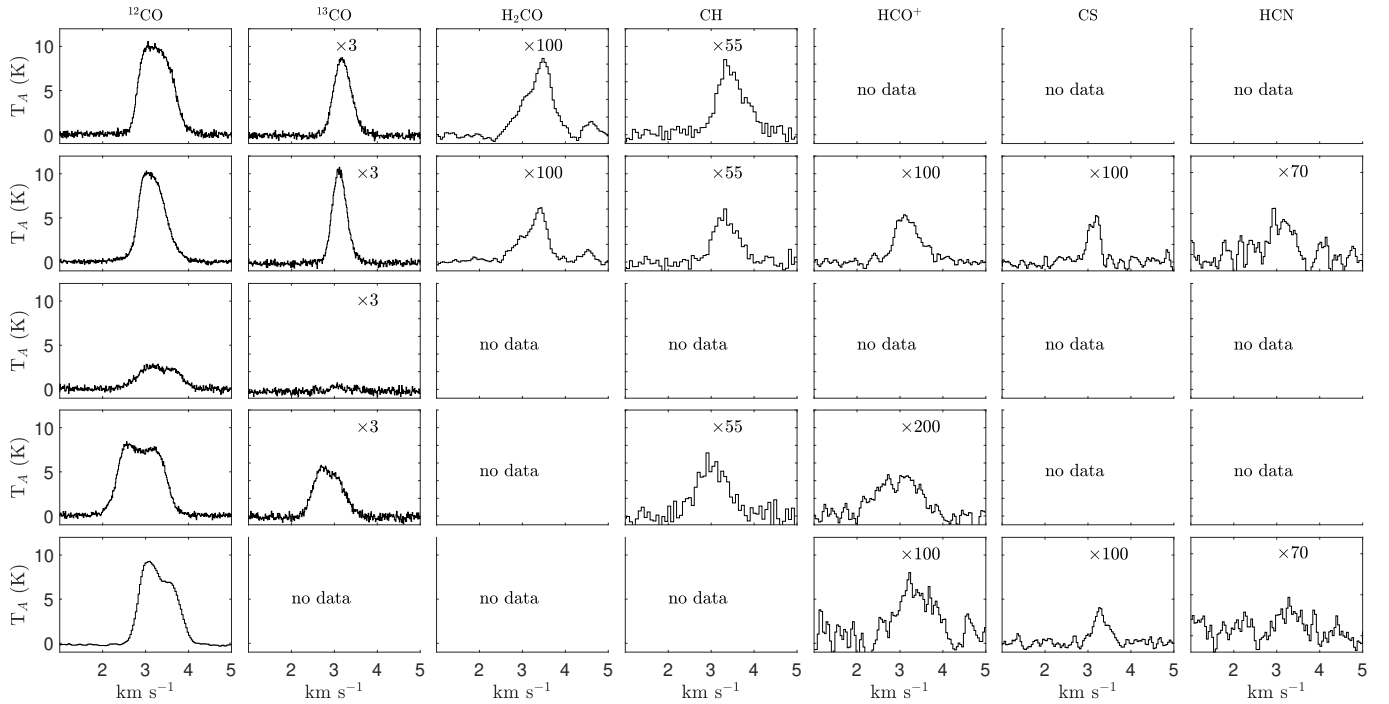 ¹²CO ¹³CO H₂CO CH HCO⁺ CS HCN
10 ×3 ×100 ×55
T_A (K) 5 no data no data no data
0
10 ×3 ×100 ×55 ×100 ×100 ×70
T_A (K) 5
0
10 ×3
T_A (K) 5 no data no data no data no data no data
0
10 ×3 ×55 ×200
T_A (K) 5 no data no data no data
0
10 ×100 ×100 ×70
T_A (K) 5 no data no data no data
0
2 3 4 5 2 3 4 5 2 3 4 5 2 3 4 5 2 3 4 5 2 3 4 5 2 3 4 5
km s⁻¹ km s⁻¹ km s⁻¹ km s⁻¹ km s⁻¹ km s⁻¹ km s⁻¹